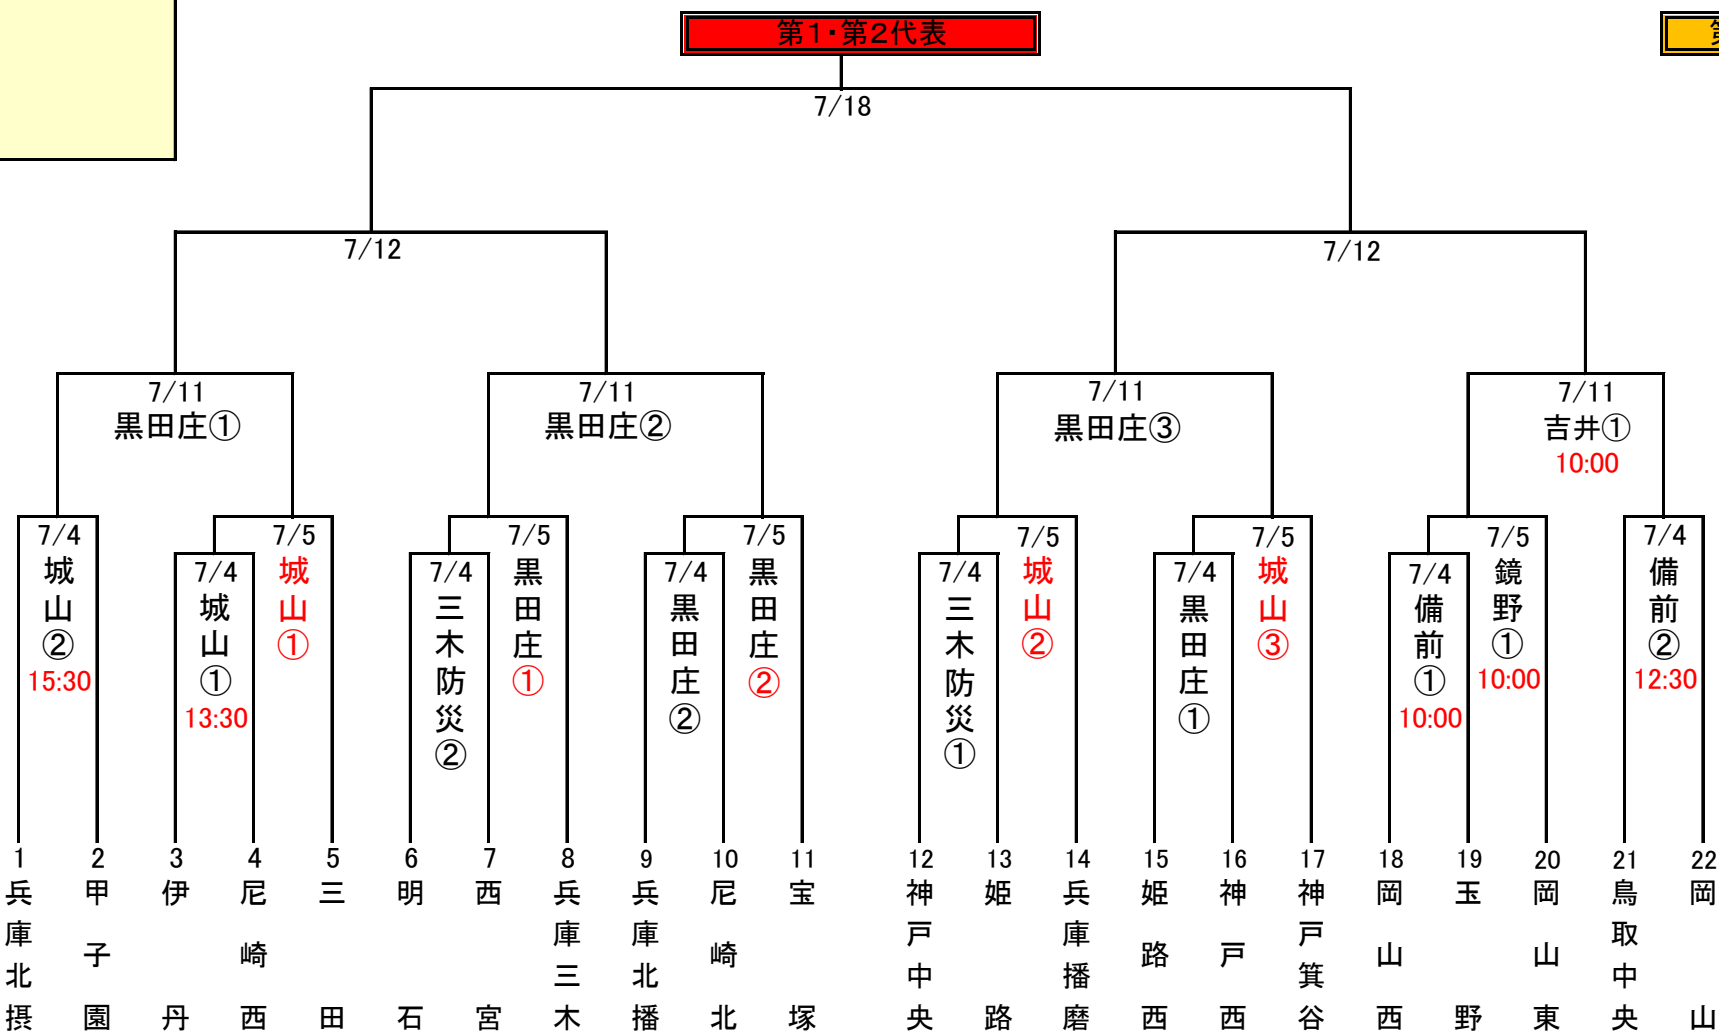 第1・第2代表
第
7/18
7/12
7/12
7/11
黒田庄①
7/11
黒田庄②
7/11
黒田庄③
7/11
吉井①
10:00
7/4
城山②
15:30
7/4
城山①
13:30
7/5
城山①
7/4
三木防災②
7/5
黒田庄①
7/4
黒田庄②
7/5
黒田庄②
7/4
三木防災①
7/5
城山②
7/4
黒田庄①
7/5
城山③
7/4
備前①
10:00
7/5
鏡野①
10:00
7/4
備前②
12:30
1
兵庫北摂
2
甲子園
3
伊丹
4
尼崎西
5
三田
6
明石
7
西宮
8
兵庫三木
9
兵庫北播
10
尼崎北
11
宝塚
12
神戸中央
13
姫路
14
兵庫播磨
15
姫路西
16
神戸西
17
神戸箕谷
18
岡山西
19
玉野
20
岡山東
21
鳥取中央
22
岡山